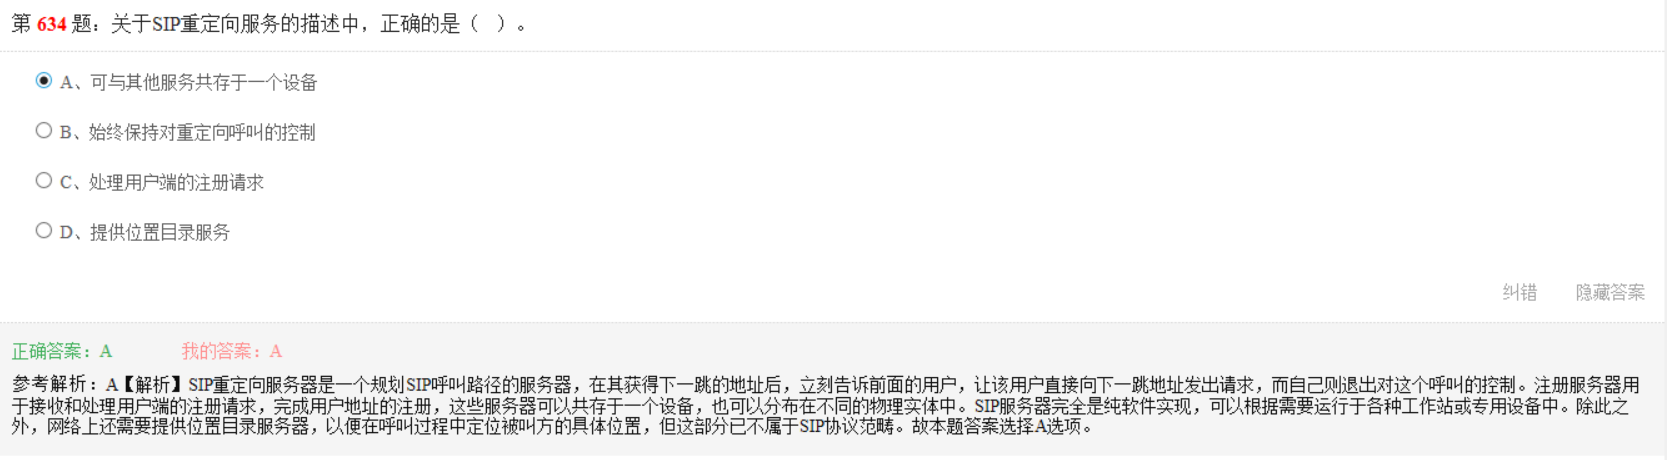 第 634 题：关于SIP重定向服务的描述中，正确的是（  ）。
A、可与其他服务共存于一个设备
B、始终保持对重定向呼叫的控制
C、处理用户端的注册请求
D、提供位置目录服务
纠错 隐藏答案
正确答案：A 我的答案：A
参考解析：A【解析】SIP重定向服务器是一个规划SIP呼叫路径的服务器，在其获得下一跳的地址后，立刻告诉前面的用户，让该用户直接向下一跳地址发出请求，而自己则退出对这个呼叫的控制。注册服务器用
于接收和处理用户端的注册请求，完成用户地址的注册，这些服务器可以共存于一个设备，也可以分布在不同的物理实体中。SIP服务器完全是纯软件实现，可以根据需要运行于各种工作站或专用设备中。除此之
外，网络上还需要提供位置目录服务器，以便在呼叫过程中定位被叫方的具体位置，但这部分已不属于SIP协议范畴。故本题答案选择A选项。